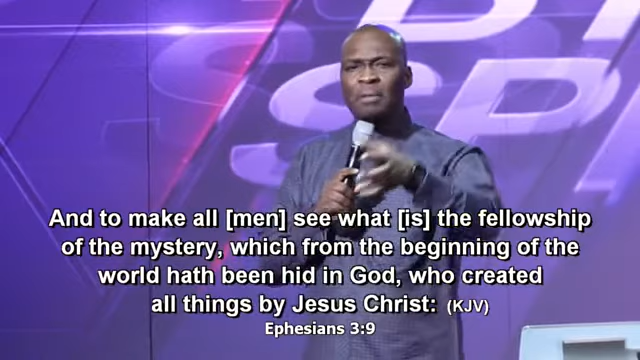 SPI
And to make all [men] see what [is] the fellowship
of the mystery, which from the beginning of the
world hath been hid in God, who created
all things by Jesus Christ: (KJV)
Ephesians 3:9